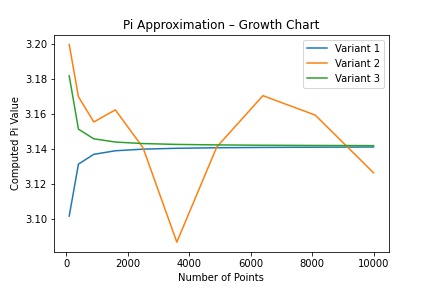 Pi Approximation – Growth Chart
Variant 1
Variant 2
Variant 3
Computed Pi Value
3.20
3.18
3.16
3.14
3.12
3.10
0
2000
4000
6000
8000
10000
Number of Points